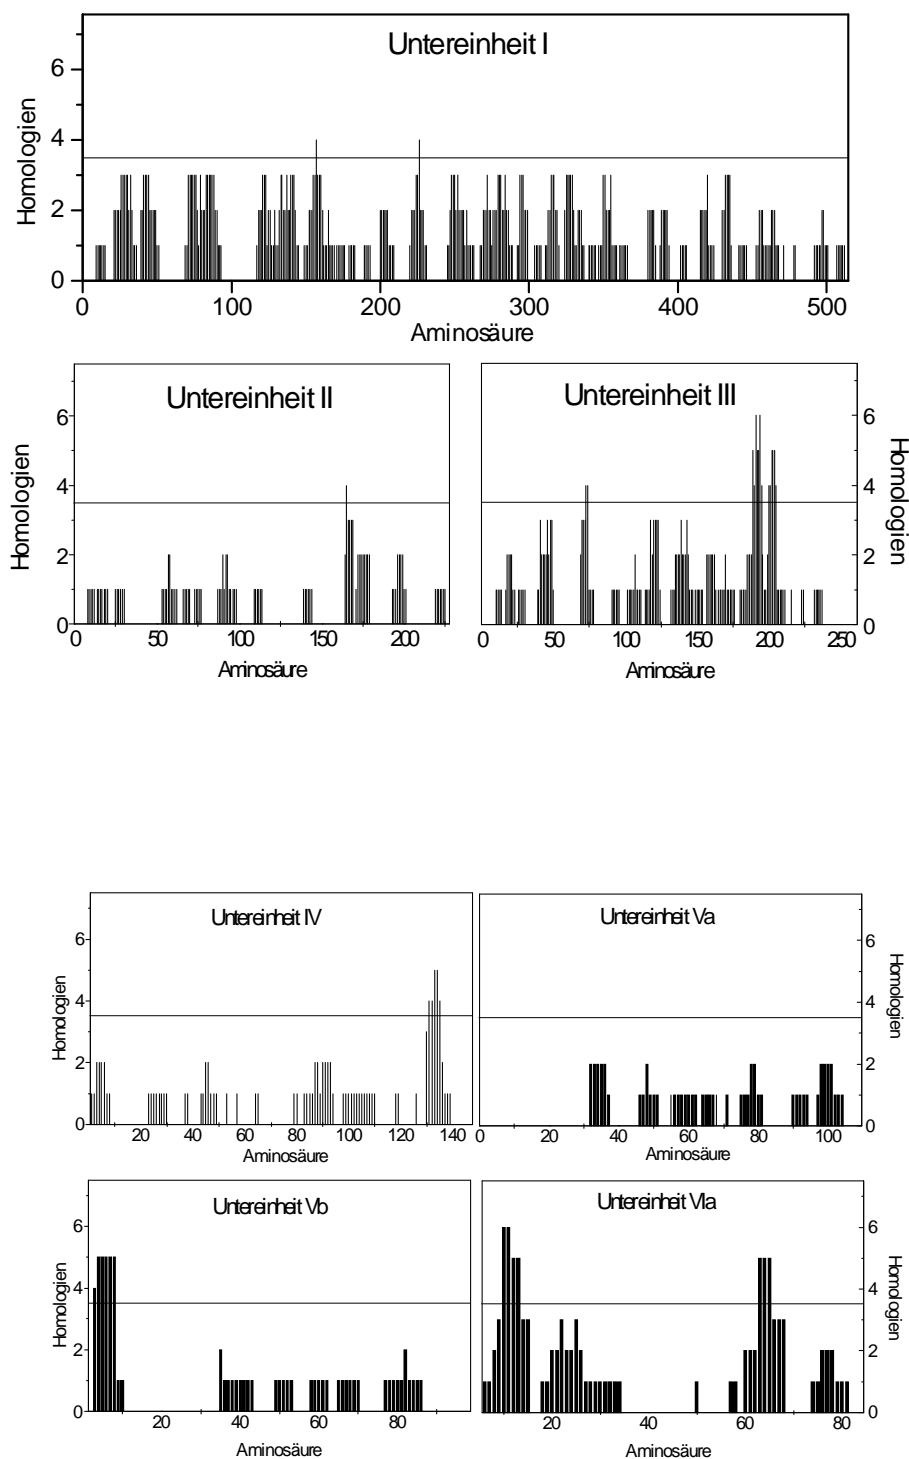 Untereinheit I
Homologien
6
4
2
0
0 100 200 300 400 500
Aminosäure
Untereinheit II
Homologien
6
4
2
0
50 100 150 200
Aminosäure
Untereinheit III
Homologien
6
4
2
0
0 50 100 150 200 250
Aminosäure
Untereinheit IV
Homologien
6
4
2
0
20 40 60 80 100 120 140
Aminosäure
Untereinheit Va
Homologien
6
4
2
0
0 20 40 60 80 100
Aminosäure
Untereinheit Vb
Homologien
6
4
2
0
20 40 60 80
Aminosäure
Untereinheit VIa
Homologien
6
4
2
0
20 40 60 80
Aminosäure